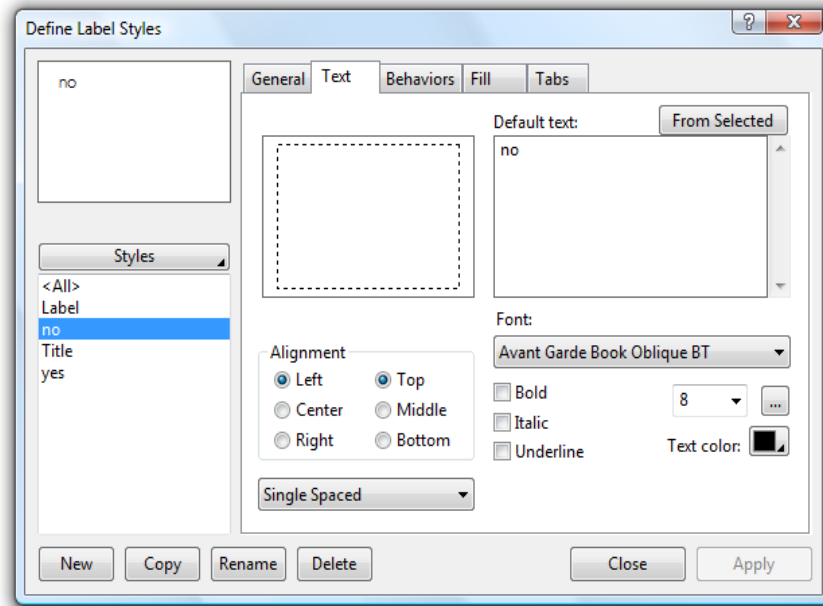 Define Label Styles
?
X
no
General Text Behaviors Fill Tabs
Default text:
From Selected
no
Styles
<All>
Label
no
Title
yes
Font:
Avant Garde Book Oblique BT
Alignment
Left Top
Center Middle
Right Bottom
Bold
Italic
Underline
8
...
Text color:
Single Spaced
New Copy Rename Delete Close Apply